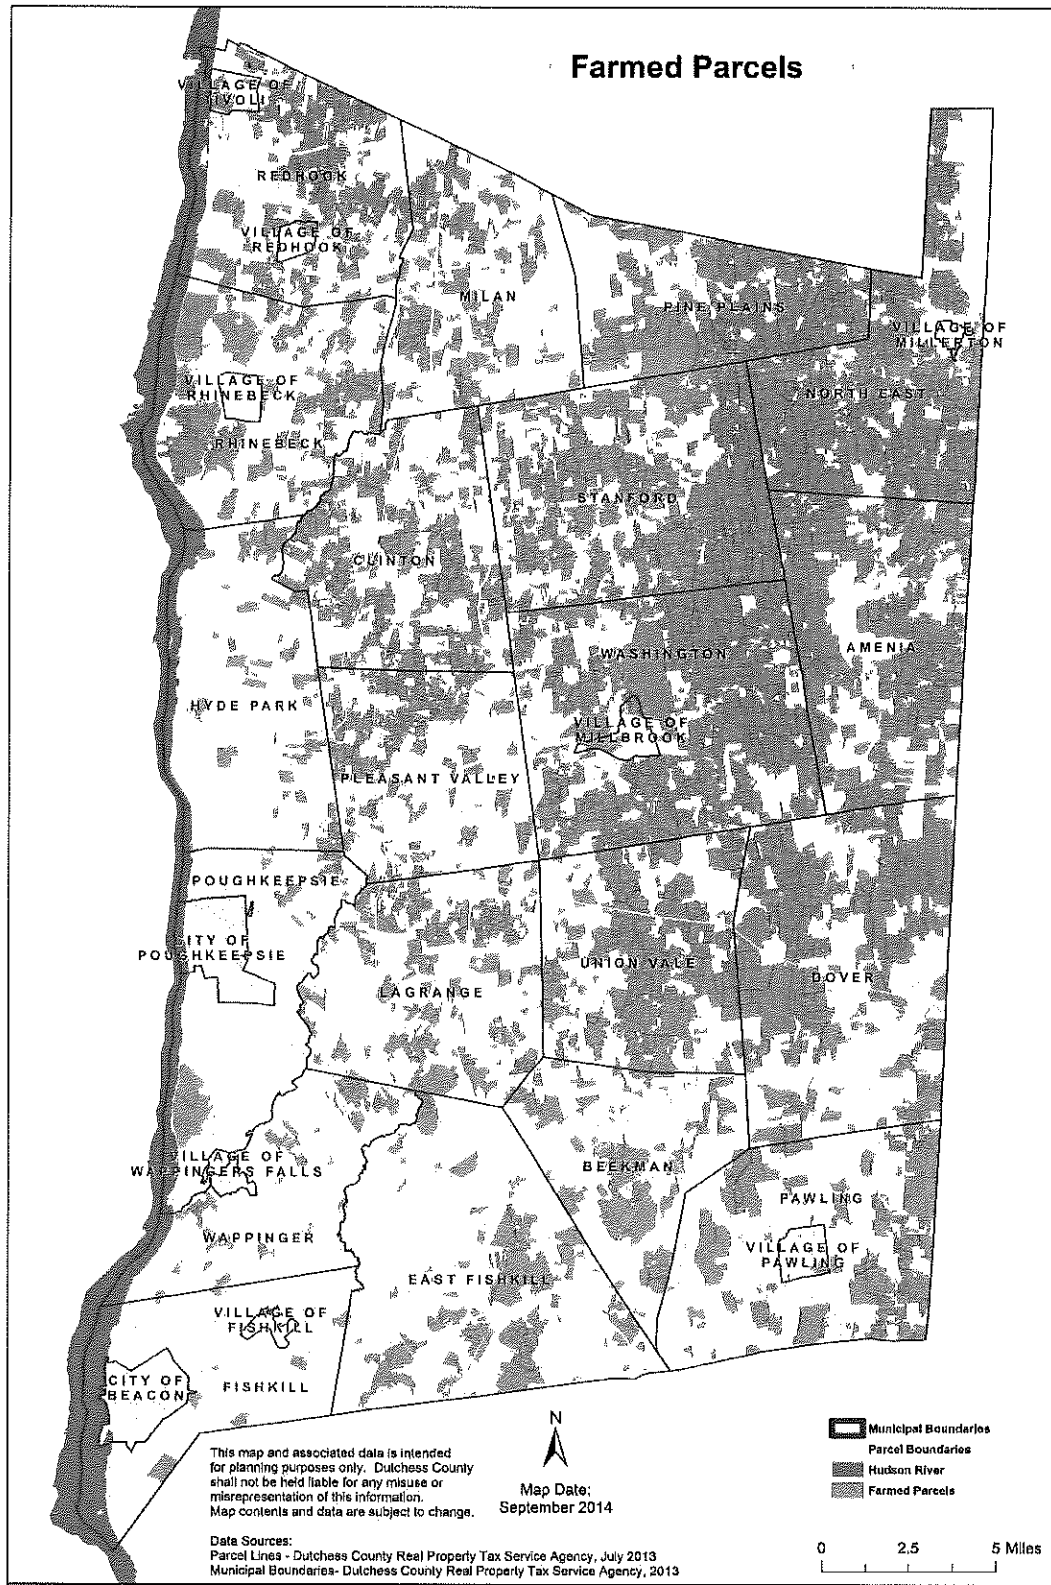 Farmed Parcels
VILLAGE OF
TIVOLI
REDHOOK
VILLAGE OF
REDHOOK
MILAN
PINE PLAINS
VILLAGE OF
MILLERTON
NORTH EAST
VILLAGE OF
RHINEBECK
RHINEBECK
STANFORD
CLINTON
WASHINGTON
AMENIA
HYDE PARK
VILLAGE OF
MILLBROOK
PLEASANT VALLEY
POUGHKEEPSIE
CITY OF
POUGHKEEPSIE
UNION VALE
DOVER
LAGRANGE
VILLAGE OF
WAPPINGERS FALLS
BEEKMAN
PAWLING
WAPPINGER
VILLAGE OF
PAWLING
EAST FISHKILL
VILLAGE OF
FISHKILL
CITY OF
BEACON
FISHKILL
This map and associated data is intended
for planning purposes only. Dutchess County
shall not be held liable for any misuse or
misrepresentation of this information.
Map contents and data are subject to change.
N
Map Date:
September 2014
Municipal Boundaries
Parcel Boundaries
Hudson River
Farmed Parcels
Data Sources:
Parcel Lines - Dutchess County Real Property Tax Service Agency, July 2013
Municipal Boundaries- Dutchess County Real Property Tax Service Agency, 2013
0 2.5 5 Miles